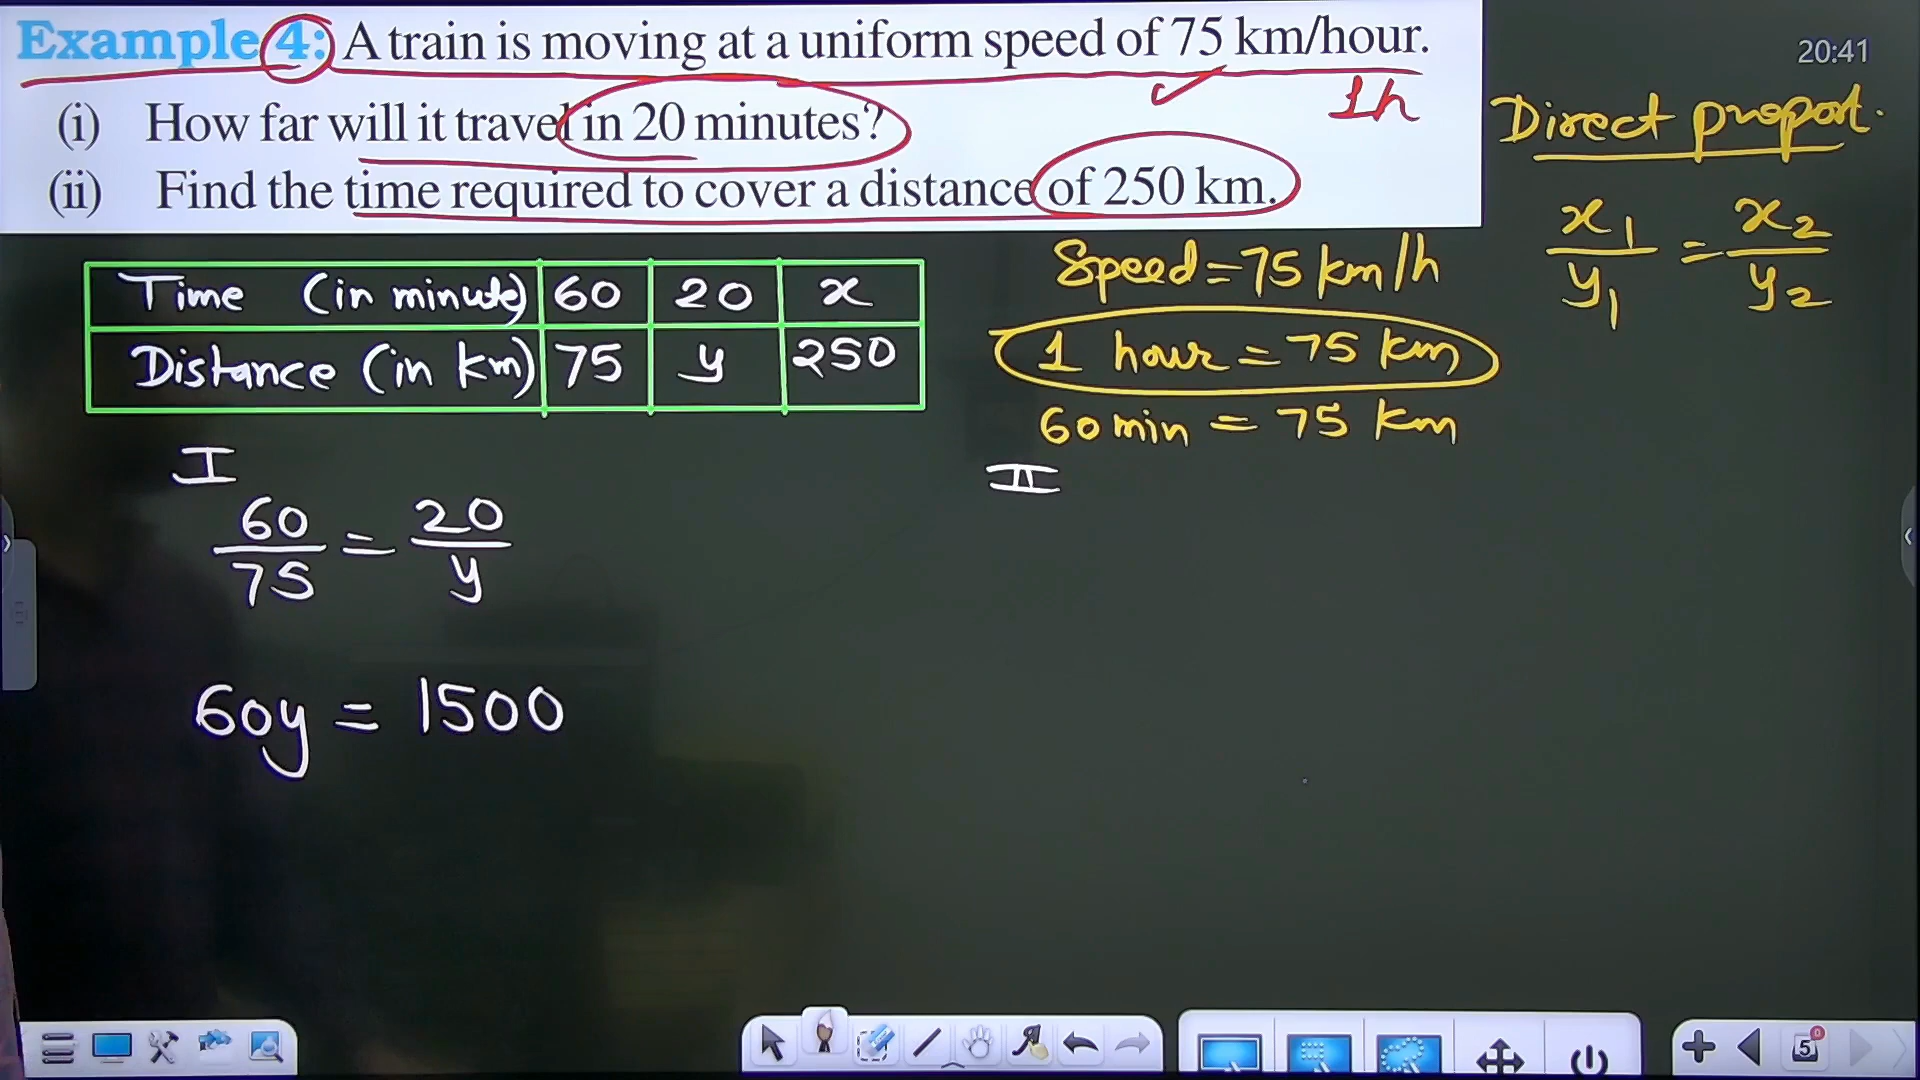 Example 4: A train is moving at a uniform speed of 75 km/hour.
1h
(i) How far will it travel in 20 minutes?
(ii) Find the time required to cover a distance of 250 km.
20:41
Direct proport.
x₁/y₁ = x₂/y₂
Time (in minute) 60 20 x
Distance (in km) 75 y 250
Speed = 75 km/h
1 hour = 75 km
60 min = 75 km
I
60/75 = 20/y
60y = 1500
II
5
0